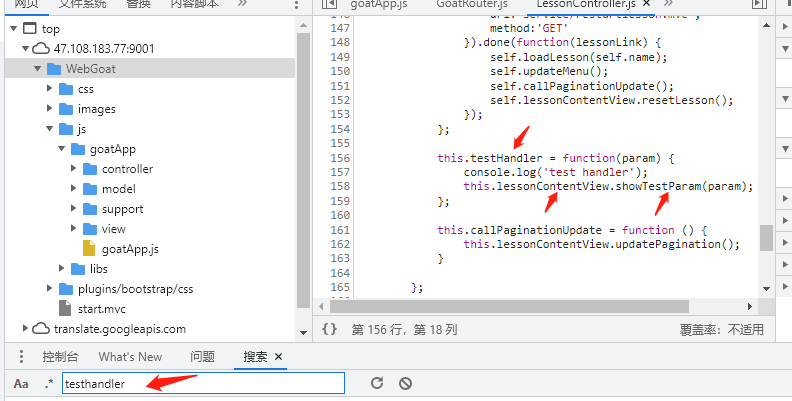 网页 文件系统 替换 内容脚本
top
47.108.183.77:9001
WebGoat
css
images
js
goatApp
controller
model
support
view
goatApp.js
libs
plugins/bootstrap/css
start.mvc
translate.googleapis.com
goatApp.js GoatRouter.js LessonController.js
147 method:'GET'
148 }).done(function(lessonLink) {
149 self.loadLesson(self.name);
150 self.updateMenu();
151 self.callPaginationUpdate();
152 self.lessonContentView.resetLesson();
153 });
154 };
155
156 this.testHandler = function(param) {
157 console.log('test handler');
158 this.lessonContentView.showTestParam(param);
159 };
160
161 this.callPaginationUpdate = function () {
162 this.lessonContentView.updatePagination();
163 }
164
165 };
{} 第 156 行，第 18 列 覆盖率：不适用
控制台 What's New 问题 搜索
Aa .* testhandler